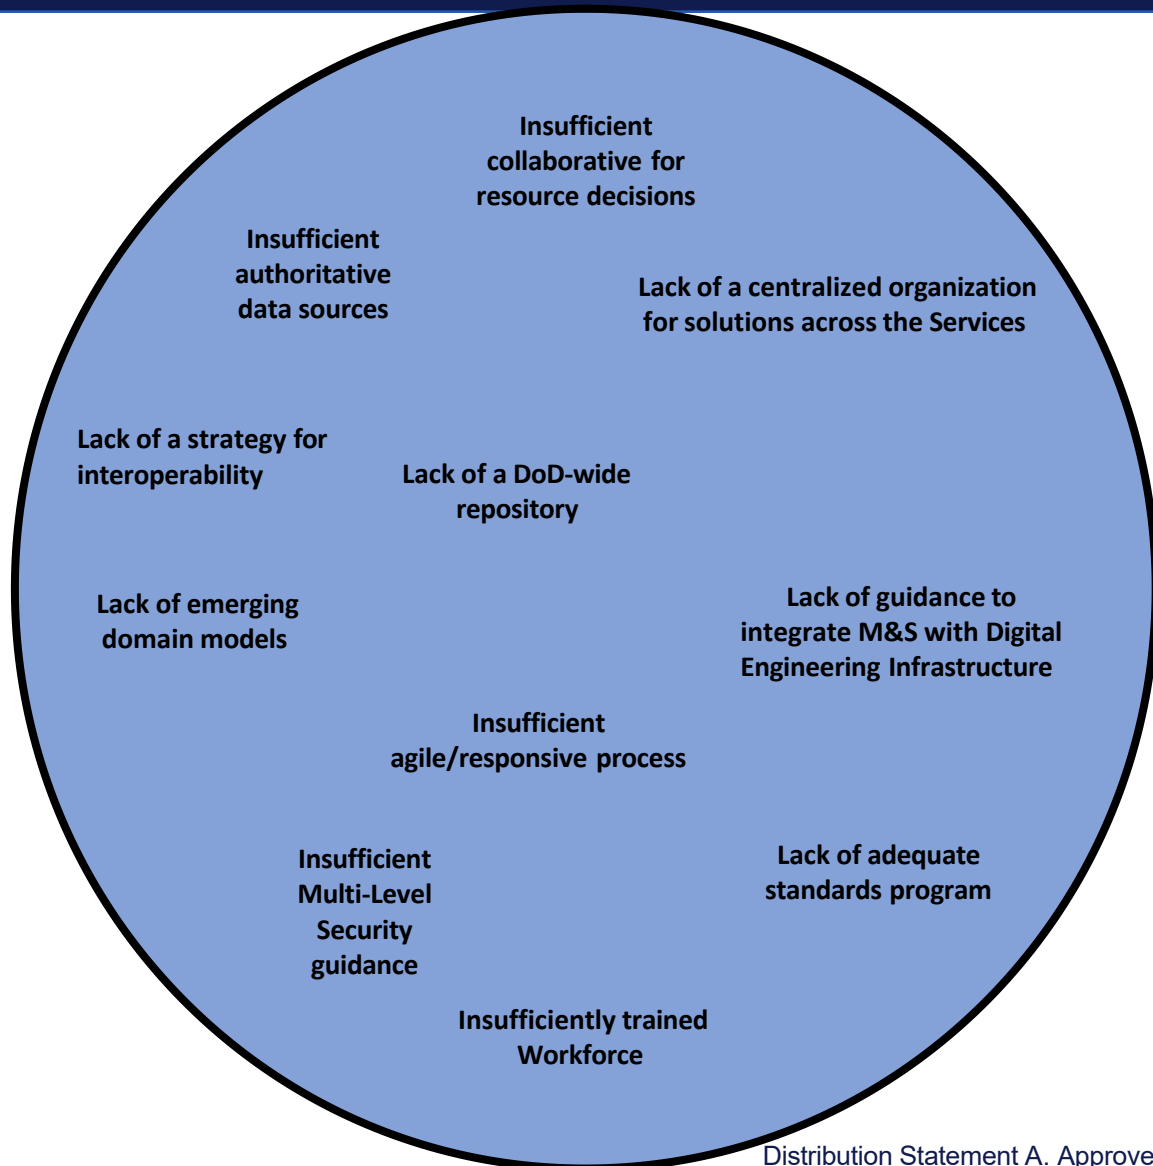 Insufficient
collaborative for
resource decisions
Insufficient
authoritative
data sources
Lack of a centralized organization
for solutions across the Services
Lack of a strategy for
interoperability
Lack of a DoD-wide
repository
Lack of emerging
domain models
Lack of guidance to
integrate M&S with Digital
Engineering Infrastructure
Insufficient
agile/responsive process
Insufficient
Multi-Level
Security
guidance
Lack of adequate
standards program
Insufficiently trained
Workforce
Distribution Statement A. Approve